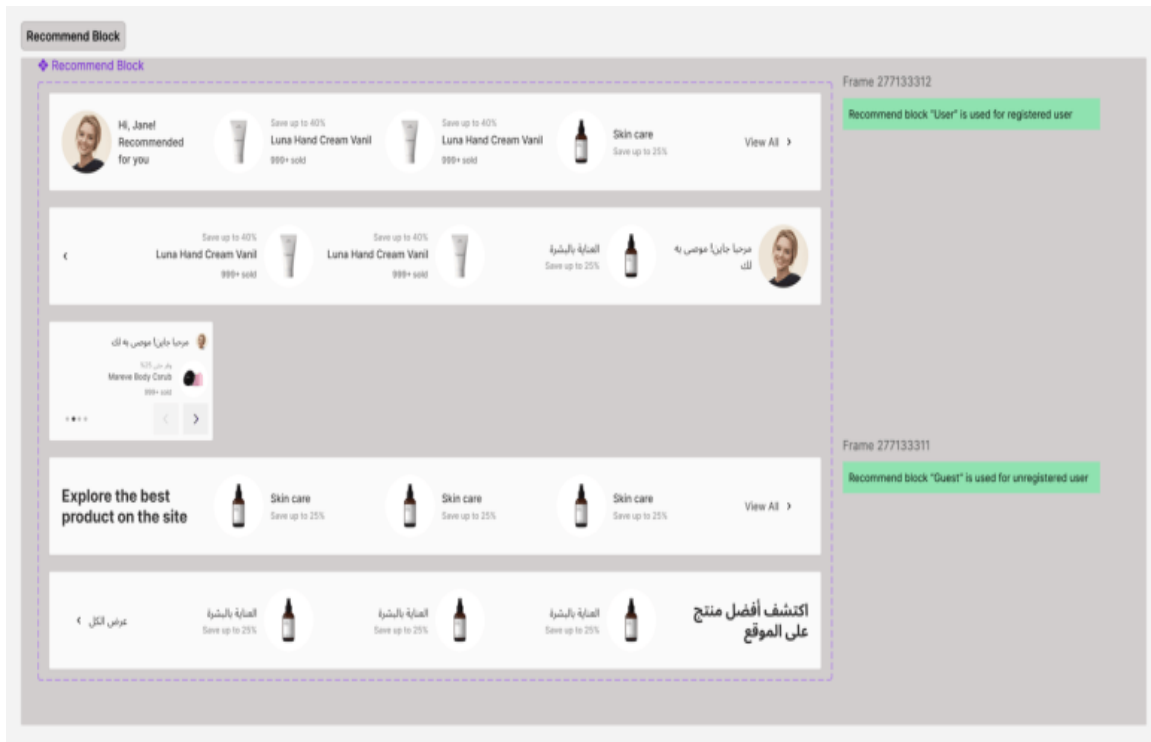 Recommend Block
Recommend Block
Frame 277133312
Recommend block "User" is used for registered user
Hi, Jane!
Recommended
for you
Save up to 40%
Luna Hand Cream Vanil
999+ sold
Save up to 40%
Luna Hand Cream Vanil
999+ sold
Skin care
Save up to 25%
View All
مرحبا جاين! موصى به
لك
العناية بالبشرة
Save up to 25%
Save up to 40%
Luna Hand Cream Vanil
999+ sold
Save up to 40%
Luna Hand Cream Vanil
999+ sold
مرحبا جاين! موصى به لك
وفر حتى 25%
Mareve Body Corub
999+ sold
Frame 277133311
Recommend block "Guest" is used for unregistered user
Explore the best
product on the site
Skin care
Save up to 25%
Skin care
Save up to 25%
Skin care
Save up to 25%
View All
اكتشف أفضل منتج
على الموقع
العناية بالبشرة
Save up to 25%
العناية بالبشرة
Save up to 25%
العناية بالبشرة
Save up to 25%
عرض الكل